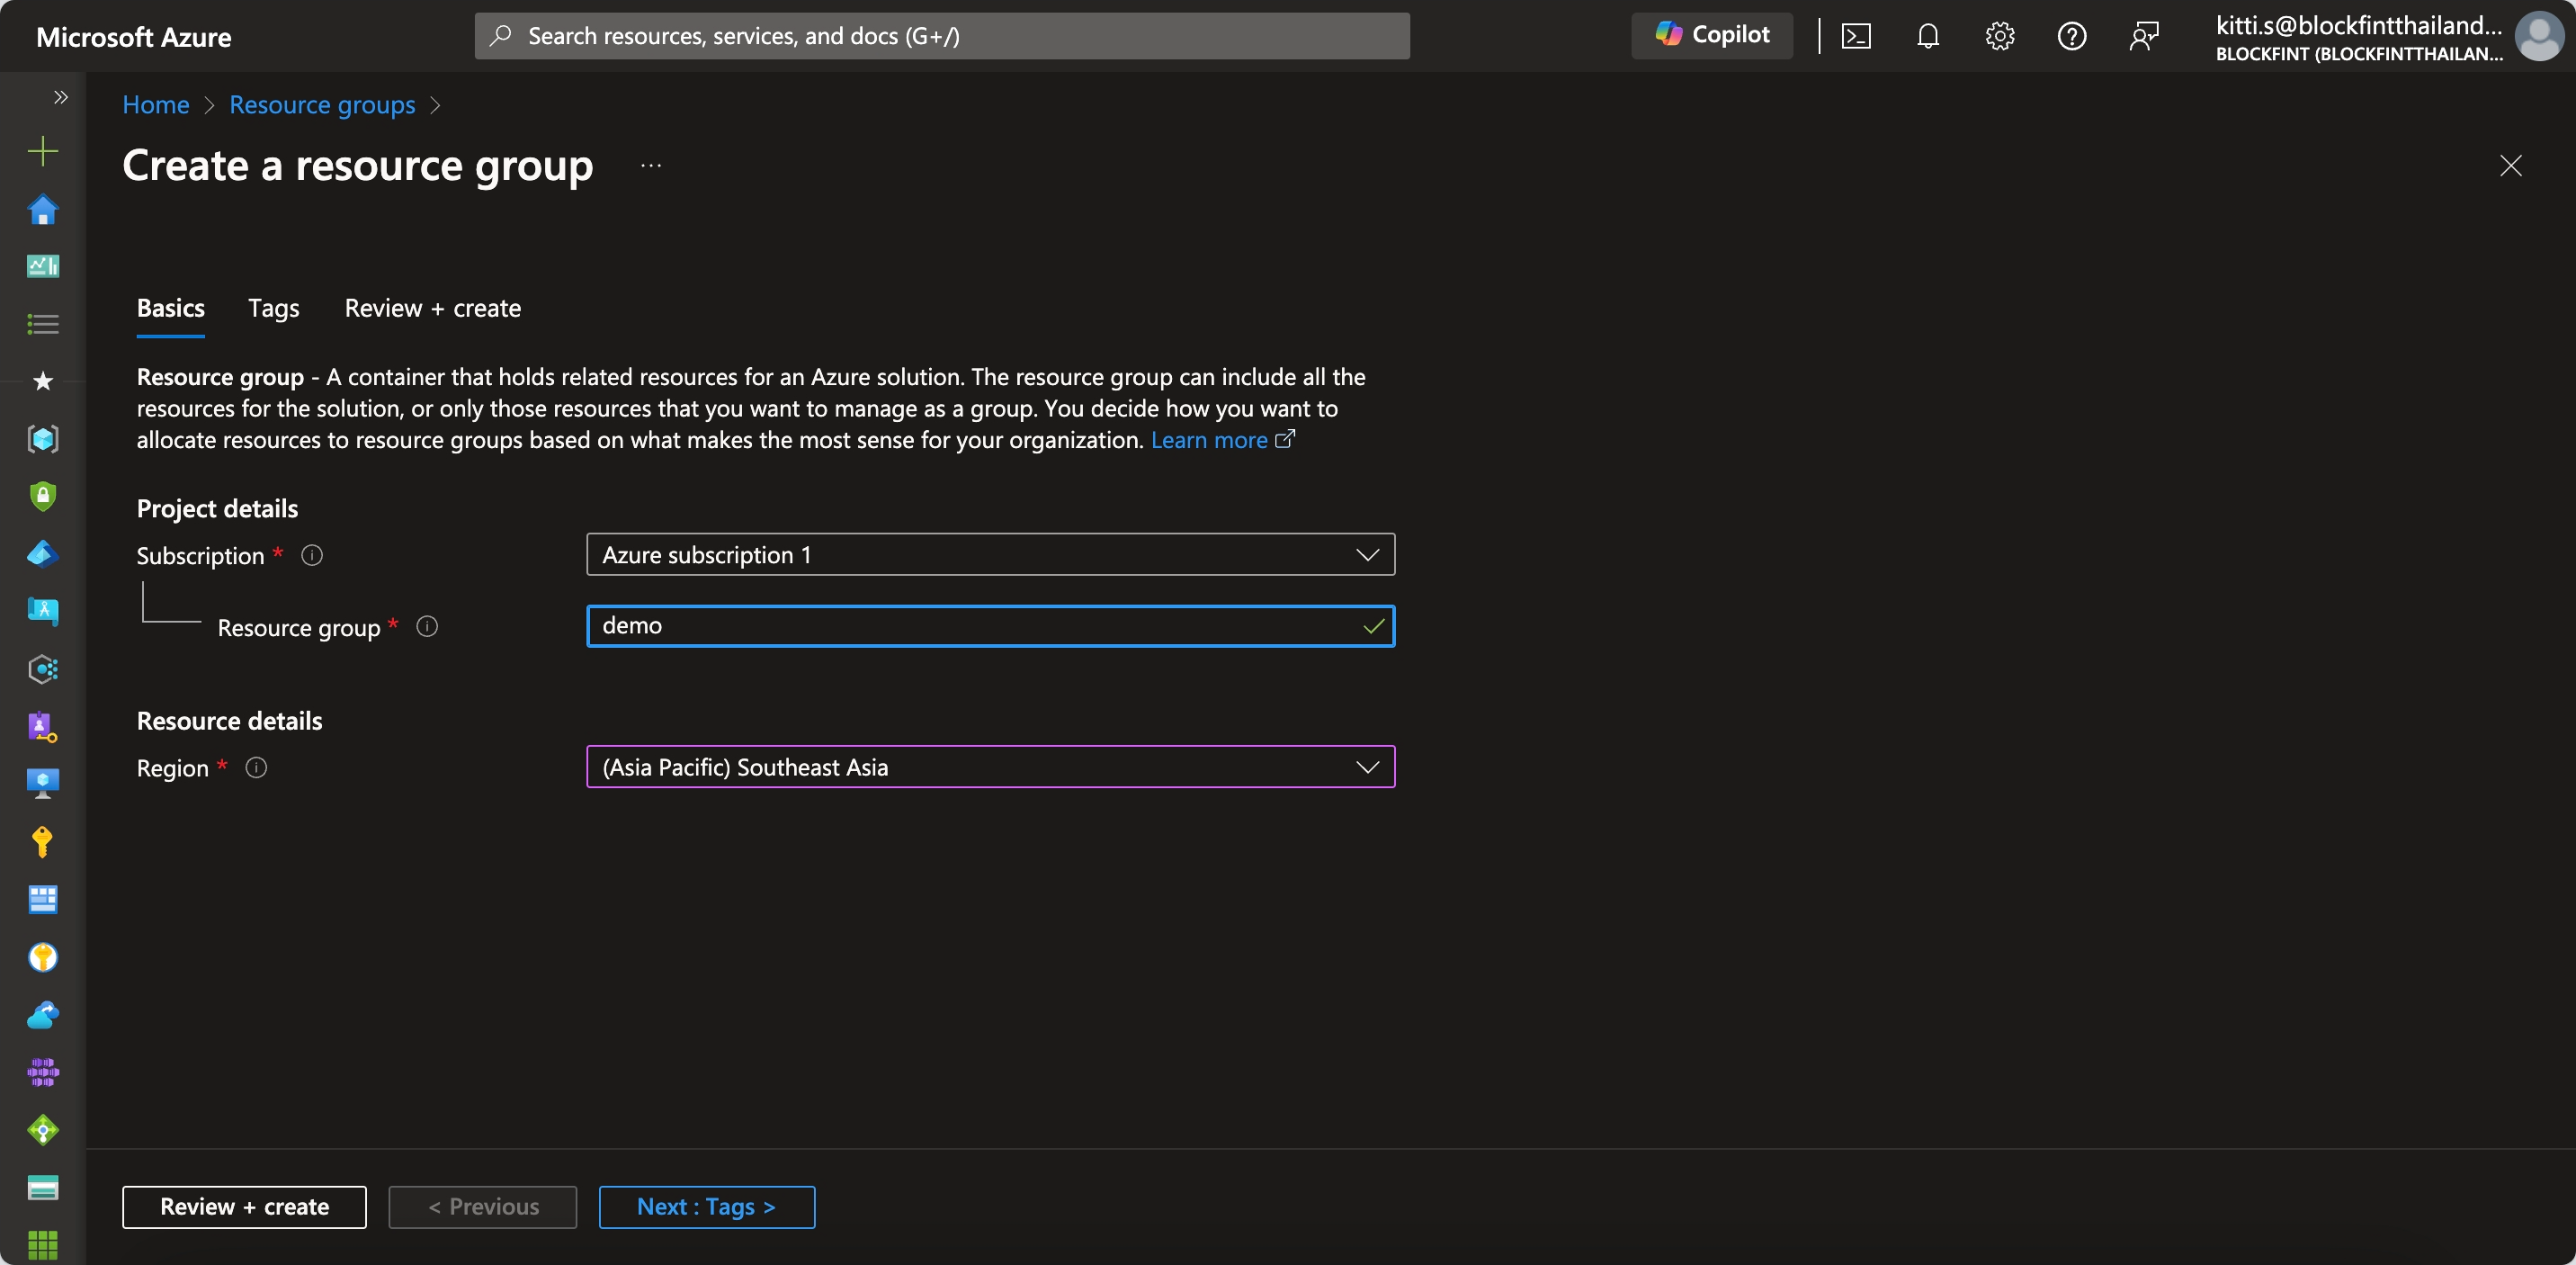 Microsoft Azure
Search resources, services, and docs (G+/)
Copilot
kitti.s@blockfintthailand...
BLOCKFINT (BLOCKFINTTHAILAN...
Home > Resource groups >
Create a resource group ...
Basics Tags Review + create
Resource group - A container that holds related resources for an Azure solution. The resource group can include all the
resources for the solution, or only those resources that you want to manage as a group. You decide how you want to
allocate resources to resource groups based on what makes the most sense for your organization. Learn more
Project details
Subscription * Azure subscription 1
Resource group * demo
Resource details
Region * (Asia Pacific) Southeast Asia
Review + create < Previous Next : Tags >